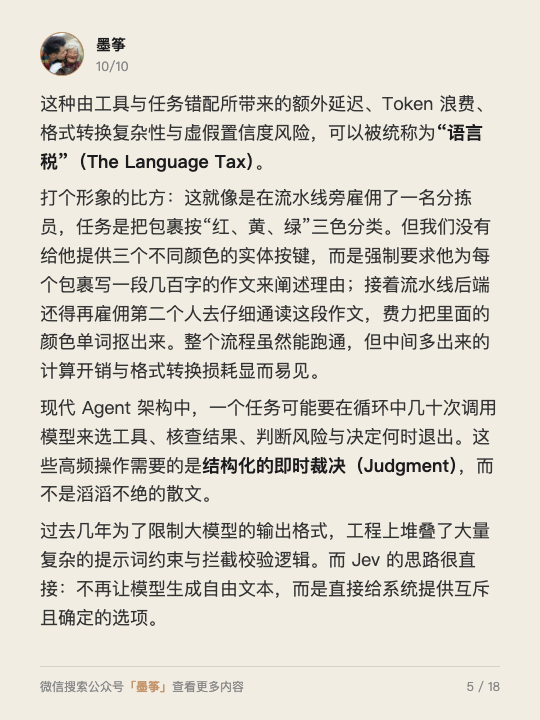 墨筝
10/10
这种由工具与任务错配所带来的额外延迟、Token 浪费、
格式转换复杂性与虚假置信度风险，可以被统称为“语言
税”（The Language Tax）。
打个形象的比方：这就像是在流水线旁雇佣了一名分拣
员，任务是把包裹按“红、黄、绿”三色分类。但我们没有
给他提供三个不同颜色的实体按键，而是强制要求他为每
个包裹写一段几百字的作文来阐述理由；接着流水线后端
还得再雇佣第二个人去仔细通读这段作文，费力把里面的
颜色单词抠出来。整个流程虽然能跑通，但中间多出来的
计算开销与格式转换损耗显而易见。
现代 Agent 架构中，一个任务可能要在循环中几十次调用
模型来选工具、核查结果、判断风险与决定何时退出。这
些高频操作需要的是结构化的即时裁决（Judgment），而
不是滔滔不绝的散文。
过去几年为了限制大模型的输出格式，工程上堆叠了大量
复杂的提示词约束与拦截校验逻辑。而 Jev 的思路很直
接：不再让模型生成自由文本，而是直接给系统提供互斥
且确定的选项。
微信搜索公众号「墨筝」查看更多内容
5 / 18